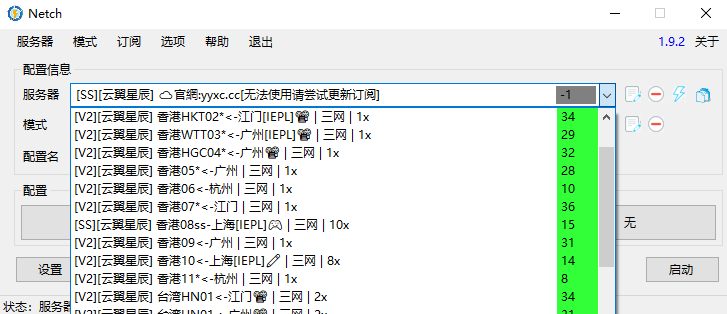 Netch
服务器 模式 订阅 选项 帮助 退出 1.9.2 关于
配置信息
服务器 [SS][云翼星辰] ☁官網:yyxc.cc[无法使用请尝试更新订阅] -1
[V2][云翼星辰] 香港HKT02*<-江门[IEPL]📽 | 三网 | 1x 34
模式 [V2][云翼星辰] 香港WTT03*<-广州[IEPL]📽 | 三网 | 1x 29
配置名 [V2][云翼星辰] 香港HGC04*<-广州📽 | 三网 | 1x 32
[V2][云翼星辰] 香港05*<-广州 | 三网 | 1x 28
配置 [V2][云翼星辰] 香港06<-杭州 | 三网 | 1x 10
[V2][云翼星辰] 香港07*<-江门 | 三网 | 1x 36
[SS][云翼星辰] 香港08ss-上海[IEPL]🎮 | 三网 | 10x 15 无
[V2][云翼星辰] 香港09<-广州 | 三网 | 1x 31
设置 [V2][云翼星辰] 香港10<-上海[IEPL]🖊 | 三网 | 8x 14 启动
[V2][云翼星辰] 香港11*<-杭州 | 三网 | 1x 8
[V2][云翼星辰] 台湾HN01<-江门📽 | 三网 | 2x 34
状态: 服务器